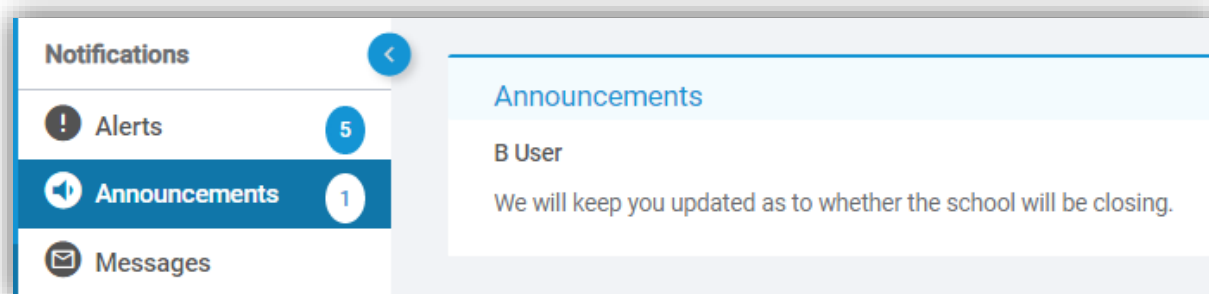 Notifications
Alerts 5
Announcements 1
Messages
Announcements
B User
We will keep you updated as to whether the school will be closing.